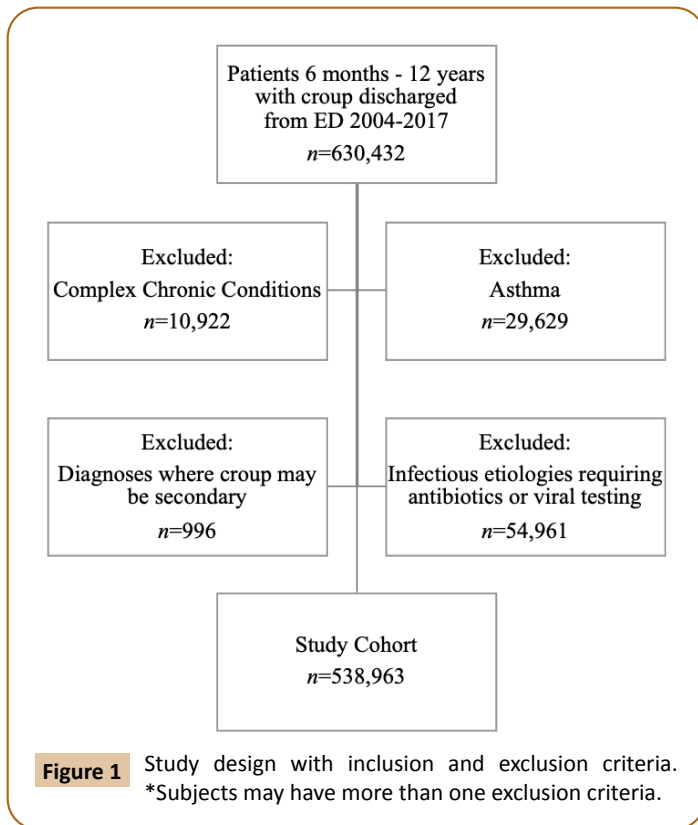 Patients 6 months - 12 years
with croup discharged
from ED 2004-2017
n=630,432
Excluded:
Complex Chronic Conditions
n=10,922
Excluded:
Asthma
n=29,629
Excluded:
Diagnoses where croup may
be secondary
n=996
Excluded:
Infectious etiologies requiring
antibiotics or viral testing
n=54,961
Study Cohort
n=538,963
Figure 1 Study design with inclusion and exclusion criteria.
*Subjects may have more than one exclusion criteria.